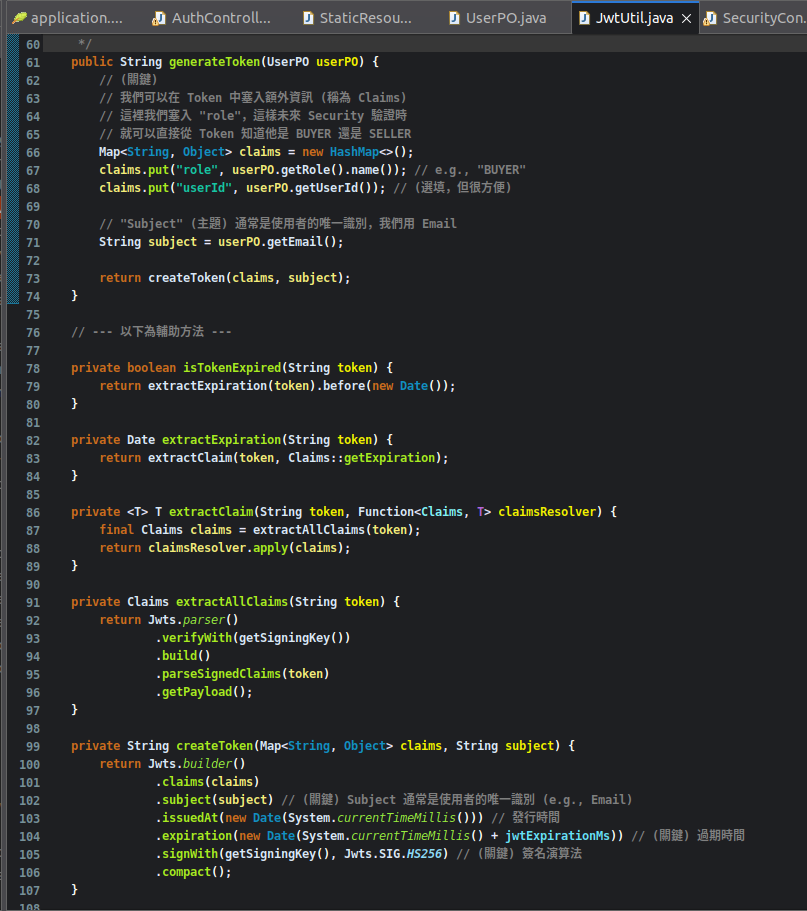 application....
AuthControll...
StaticResou...
UserPO.java
JwtUtil.java
SecurityCon.
60      */
61     public String generateToken(UserPO userPO) {
62         // (關鍵)
63         // 我們可以在 Token 中塞入額外資訊 (稱為 Claims)
64         // 這裡我們塞入 "role"，這樣未來 Security 驗證時
65         // 就可以直接從 Token 知道他是 BUYER 還是 SELLER
66         Map<String, Object> claims = new HashMap<>();
67         claims.put("role", userPO.getRole().name()); // e.g., "BUYER"
68         claims.put("userId", userPO.getUserId()); // (選填，但很方便)
69
70         // "Subject" (主題) 通常是使用者的唯一識別，我們用 Email
71         String subject = userPO.getEmail();
72
73         return createToken(claims, subject);
74     }
75
76     // --- 以下為輔助方法 ---
77
78     private boolean isTokenExpired(String token) {
79         return extractExpiration(token).before(new Date());
80     }
81
82     private Date extractExpiration(String token) {
83         return extractClaim(token, Claims::getExpiration);
84     }
85
86     private <T> T extractClaim(String token, Function<Claims, T> claimsResolver) {
87         final Claims claims = extractAllClaims(token);
88         return claimsResolver.apply(claims);
89     }
90
91     private Claims extractAllClaims(String token) {
92         return Jwts.parser()
93                 .verifyWith(getSigningKey())
94                 .build()
95                 .parseSignedClaims(token)
96                 .getPayload();
97     }
98
99     private String createToken(Map<String, Object> claims, String subject) {
100         return Jwts.builder()
101                 .claims(claims)
102                 .subject(subject) // (關鍵) Subject 通常是使用者的唯一識別 (e.g., Email)
103                 .issuedAt(new Date(System.currentTimeMillis())) // 發行時間
104                 .expiration(new Date(System.currentTimeMillis() + jwtExpirationMs)) // (關鍵) 過期時間
105                 .signWith(getSigningKey(), Jwts.SIG.HS256) // (關鍵) 簽名演算法
106                 .compact();
107     }
108